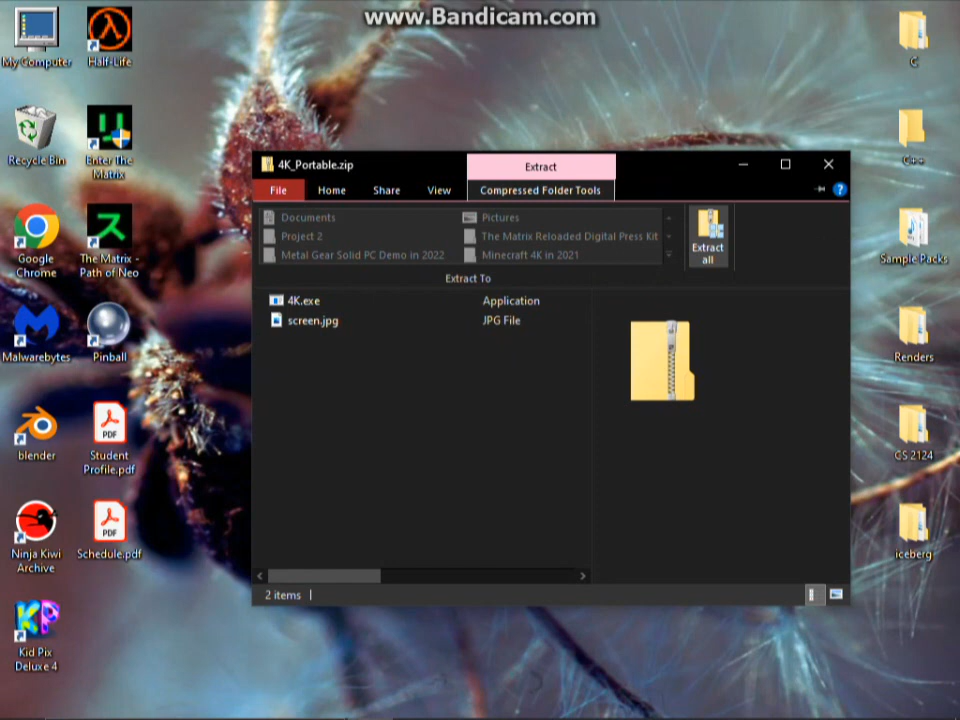 www.Bandicam.com
My Computer
Half-Life
Recycle Bin
Enter The
Matrix
Google
Chrome
The Matrix -
Path of Neo
Malwarebytes
Pinball
blender
PDF
Student
Profile.pdf
Ninja Kiwi
Archive
PDF
Schedule.pdf
Kid Pix
Deluxe 4
4K_Portable.zip
Extract
File
Home
Share
View
Compressed Folder Tools
Documents
Pictures
Project 2
The Matrix Reloaded Digital Press Kit
Metal Gear Solid PC Demo in 2022
Minecraft 4K in 2021
Extract
all
Extract To
4K.exe
Application
screen.jpg
JPG File
2 items
C
C++
Sample Packs
Renders
CS 2124
iceberg